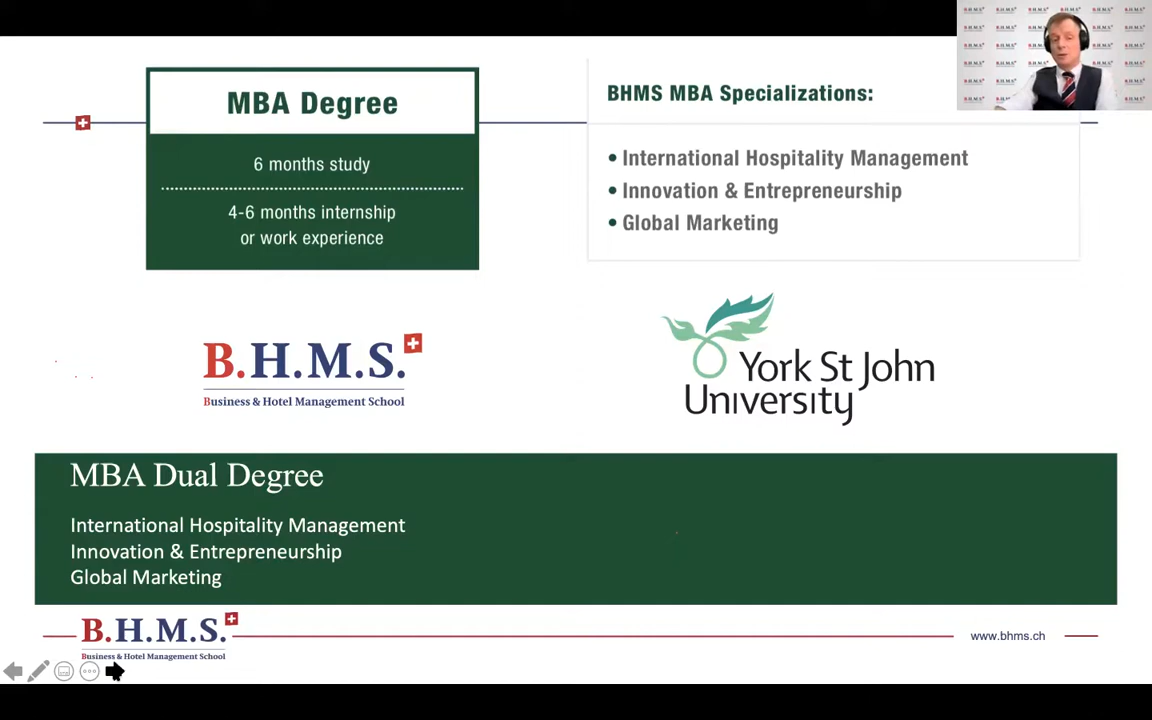 MBA Degree
6 months study
4-6 months internship
or work experience
BHMS MBA Specializations:
• International Hospitality Management
• Innovation & Entrepreneurship
• Global Marketing
B.H.M.S.
Business & Hotel Management School
York St John
University
MBA Dual Degree
International Hospitality Management
Innovation & Entrepreneurship
Global Marketing
B.H.M.S.
Business & Hotel Management School
www.bhms.ch